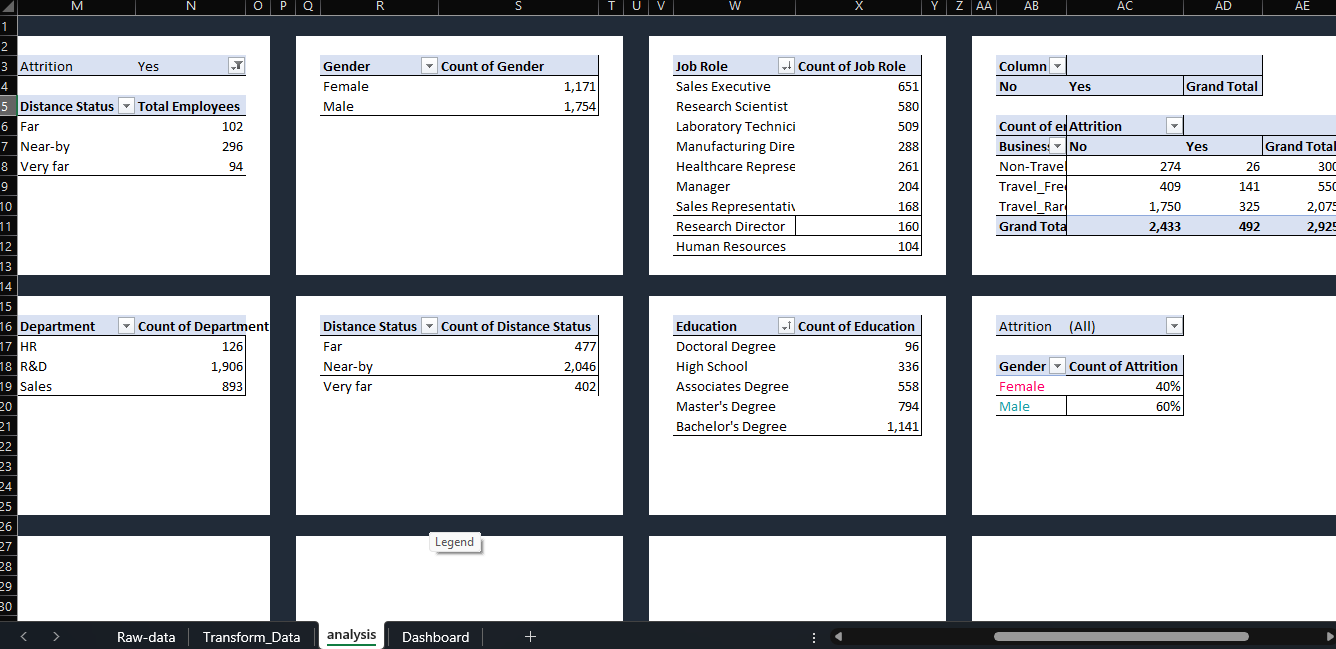 M N O P Q R S T U V W X Y Z AA AB AC AD AE
1
2
3 Attrition Yes Gender Count of Gender Job Role Count of Job Role Column
4 Female 1,171 Sales Executive 651 No Yes Grand Total
5 Distance Status Total Employees Male 1,754 Research Scientist 580
6 Far 102 Laboratory Technici 509 Count of er Attrition
7 Near-by 296 Manufacturing Dire 288 Business No Yes Grand Total
8 Very far 94 Healthcare Represe 261 Non-Travel 274 26 300
9 Manager 204 Travel_Fre 409 141 550
10 Sales Representativ 168 Travel_Rar 1,750 325 2,075
11 Research Director 160 Grand Tota 2,433 492 2,925
12 Human Resources 104
13
14
15
16 Department Count of Department Distance Status Count of Distance Status Education Count of Education Attrition (All)
17 HR 126 Far 477 Doctoral Degree 96
18 R&D 1,906 Near-by 2,046 High School 336 Gender Count of Attrition
19 Sales 893 Very far 402 Associates Degree 558 Female 40%
20 Master's Degree 794 Male 60%
21 Bachelor's Degree 1,141
22
23
24
25
26
27 Legend
28
29
30
Raw-data Transform_Data analysis Dashboard